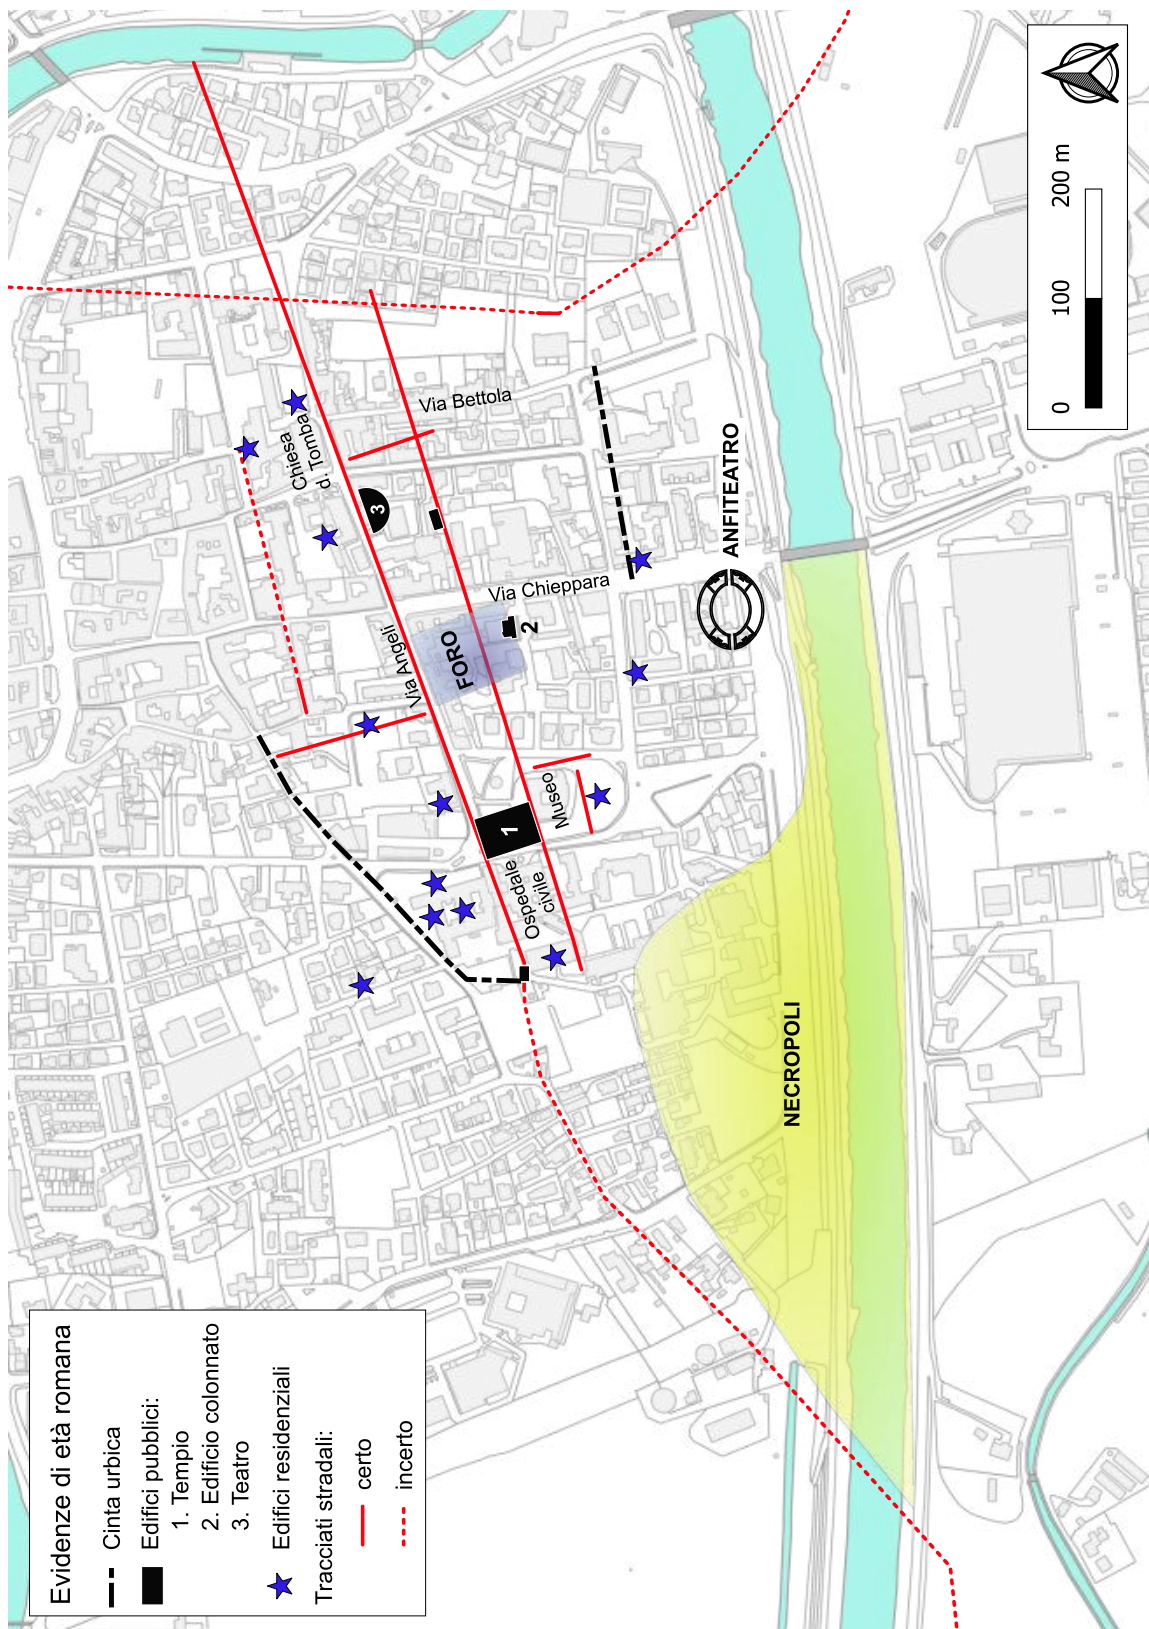 Evidenze di età romana
Cinta urbica
Edifici pubblici:
1. Tempio
2. Edificio colonnato
3. Teatro
Edifici residenziali
Tracciati stradali:
certo
incerto
Chiesa
d. Tomba
Via Bettola
3
Via Angeli
FORO
Via Chieppara
2
ANFITEATRO
1
Museo
Ospedale
civile
NECROPOLI
0 100 200 m